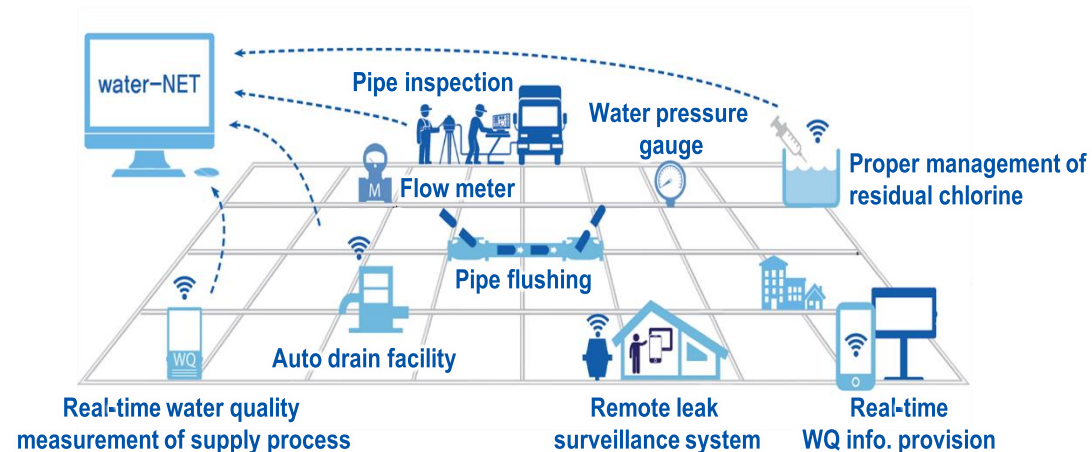 water-NET
Pipe inspection
Water pressure
gauge
Proper management of
residual chlorine
M
Flow meter
Pipe flushing
WQ
Auto drain facility
Real-time water quality
measurement of supply process
Remote leak
surveillance system
Real-time
WQ info. provision